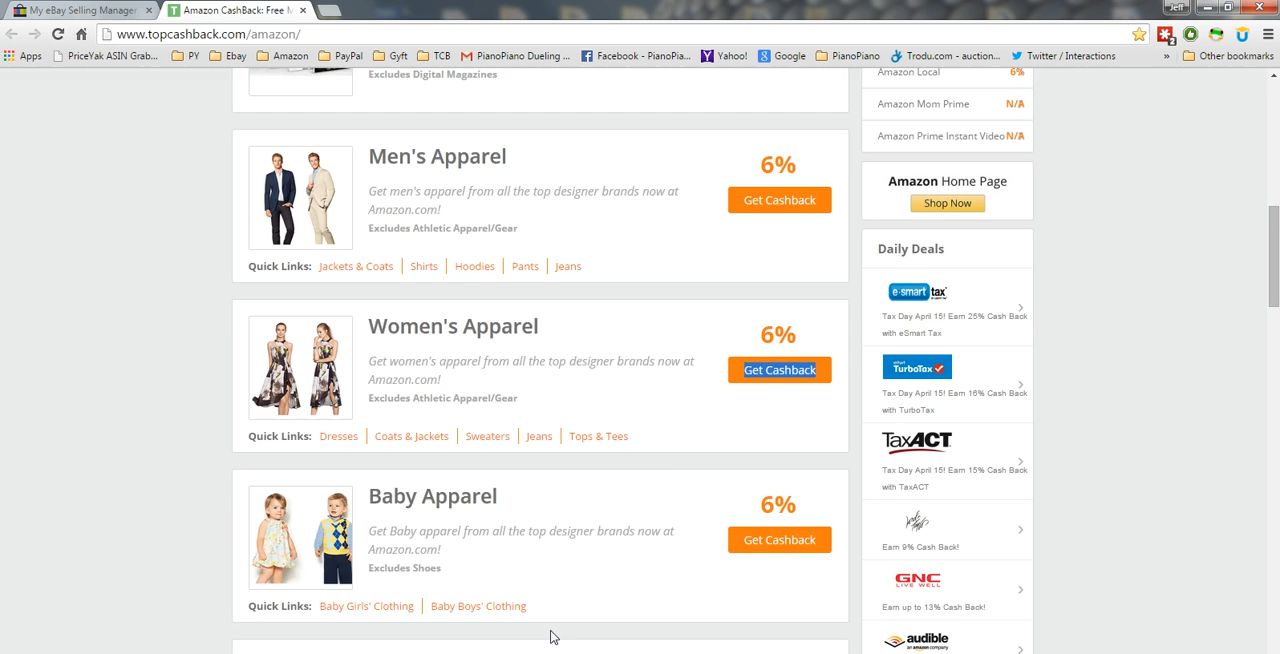 My eBay Selling Manager
Amazon CashBack: Free M
Jeff
www.topcashback.com/amazon/
2
Apps
PriceYak ASIN Grab...
PY
Ebay
Amazon
PayPal
Gyft
TCB
PianoPiano Dueling ...
Facebook - PianoPia...
Yahoo!
Google
PianoPiano
Trodu.com - auction...
Twitter / Interactions
»
Other bookmarks
Excludes Digital Magazines
Men's Apparel
Get men's apparel from all the top designer brands now at
Amazon.com!
Excludes Athletic Apparel/Gear
6%
Get Cashback
Quick Links: Jackets & Coats Shirts Hoodies Pants Jeans
Women's Apparel
Get women's apparel from all the top designer brands now at
Amazon.com!
Excludes Athletic Apparel/Gear
6%
Get Cashback
Quick Links: Dresses Coats & Jackets Sweaters Jeans Tops & Tees
Baby Apparel
Get Baby apparel from all the top designer brands now at
Amazon.com!
Excludes Shoes
6%
Get Cashback
Quick Links: Baby Girls' Clothing Baby Boys' Clothing
Amazon Local 6%
Amazon Mom Prime N/A
Amazon Prime Instant Video N/A
Amazon Home Page
Shop Now
Daily Deals
e-smart tax
Tax Day April 15! Earn 25% Cash Back
with eSmart Tax
TurboTax
Tax Day April 15! Earn 16% Cash Back
with TurboTax
TaxACT
Tax Day April 15! Earn 15% Cash Back
with TaxACT
Earn 9% Cash Back!
GNC
LIVE WELL
Earn up to 13% Cash Back!
audible
an amazon company